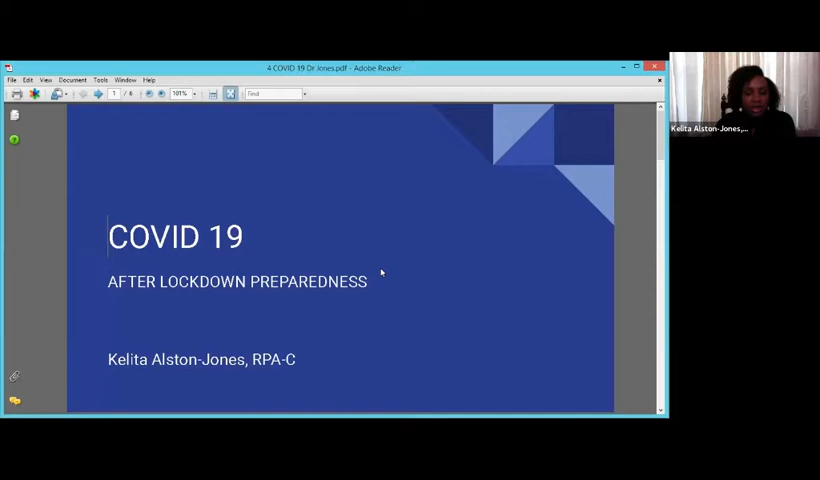 4 COVID 19 Dr Jones.pdf - Adobe Reader
File Edit View Document Tools Window Help
1 / 6 101% Find
COVID 19
AFTER LOCKDOWN PREPAREDNESS
Kelita Alston-Jones, RPA-C
Kelita Alston-Jones,...